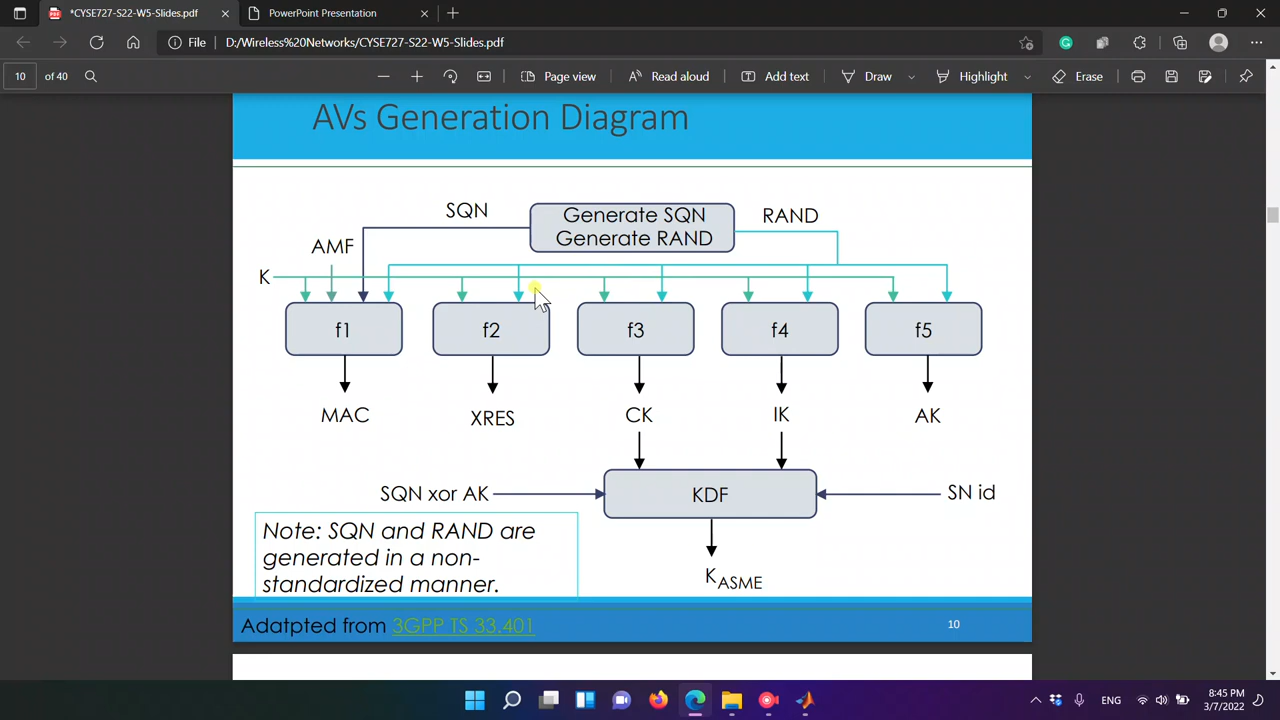 *CYSE727-S22-W5-Slides.pdf
PowerPoint Presentation
File
D:/Wireless%20Networks/CYSE727-S22-W5-Slides.pdf
10
of 40
Page view
Read aloud
Add text
Draw
Highlight
Erase
AVs Generation Diagram
SQN
Generate SQN
Generate RAND
RAND
AMF
K
f1
f2
f3
f4
f5
MAC
XRES
CK
IK
AK
SQN xor AK
KDF
SN id
KASME
Note: SQN and RAND are
generated in a non-
standardized manner.
Adatpted from 3GPP TS 33.401
10
ENG
8:45 PM
3/7/2022